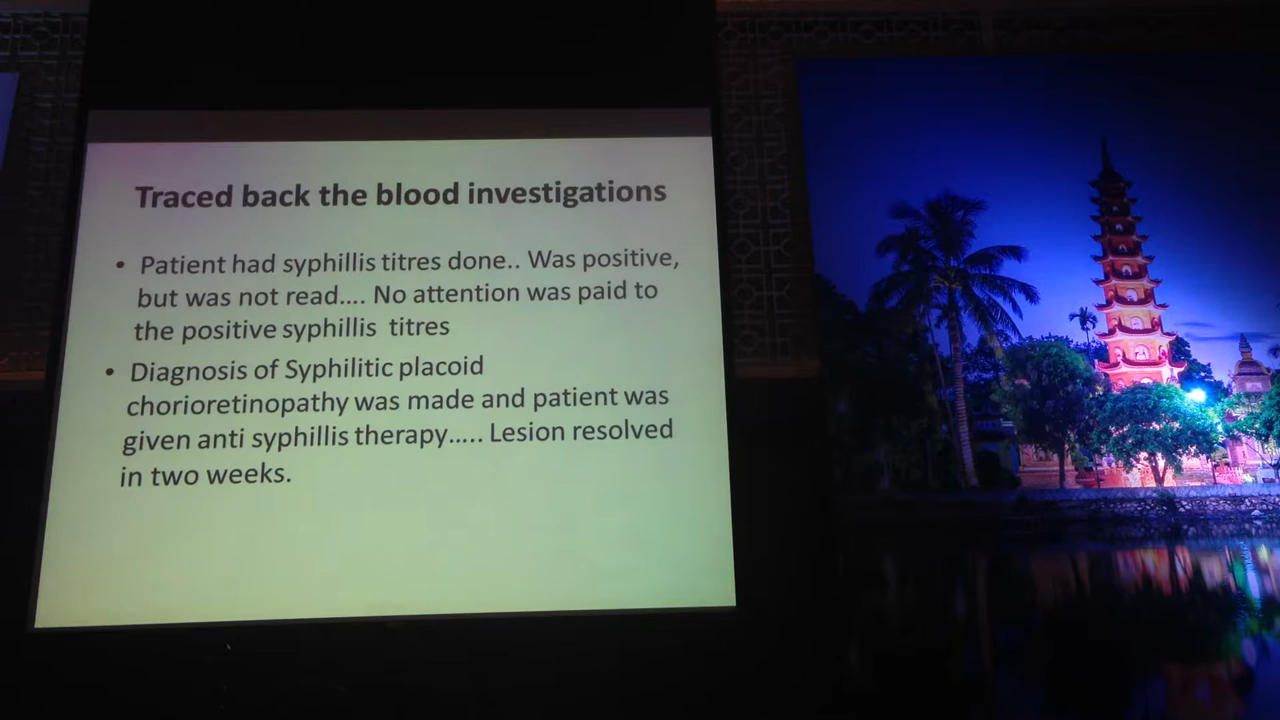 Traced back the blood investigations
• Patient had syphillis titres done.. Was positive,
but was not read.... No attention was paid to
the positive syphillis titres
• Diagnosis of Syphilitic placoid
chorioretinopathy was made and patient was
given anti syphillis therapy..... Lesion resolved
in two weeks.